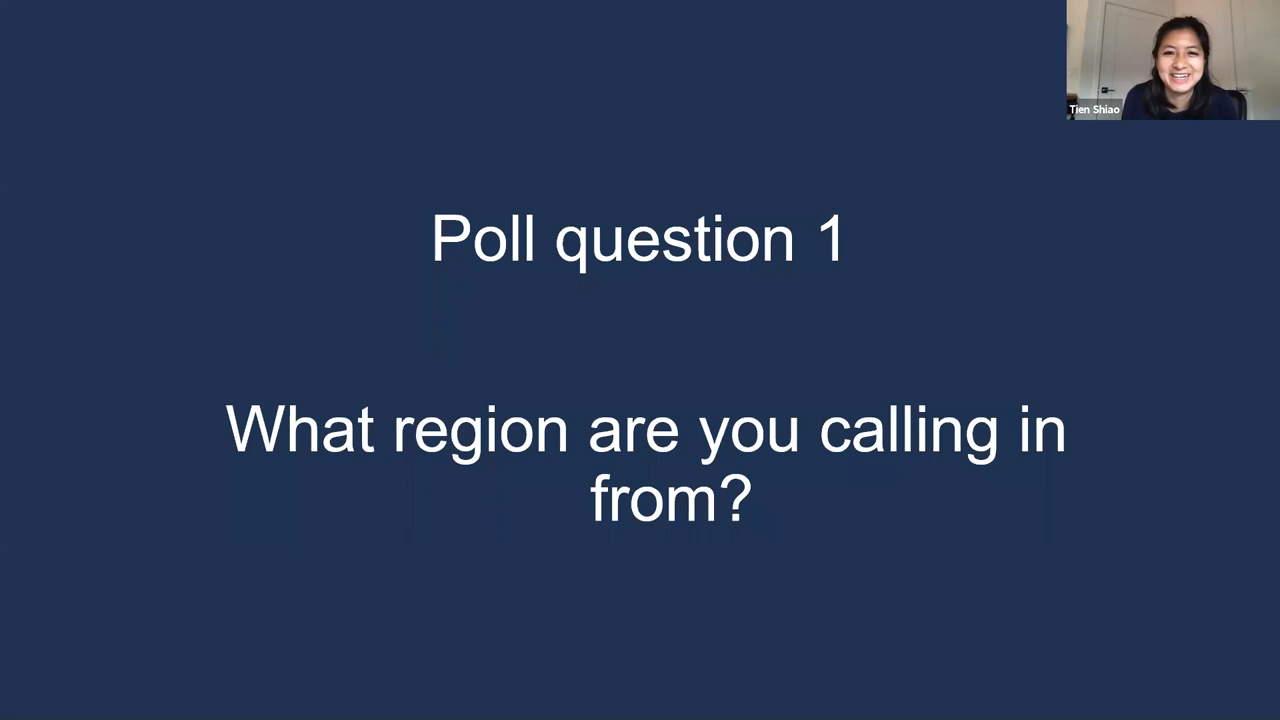 Tien Shiao
Poll question 1
What region are you calling in
from?